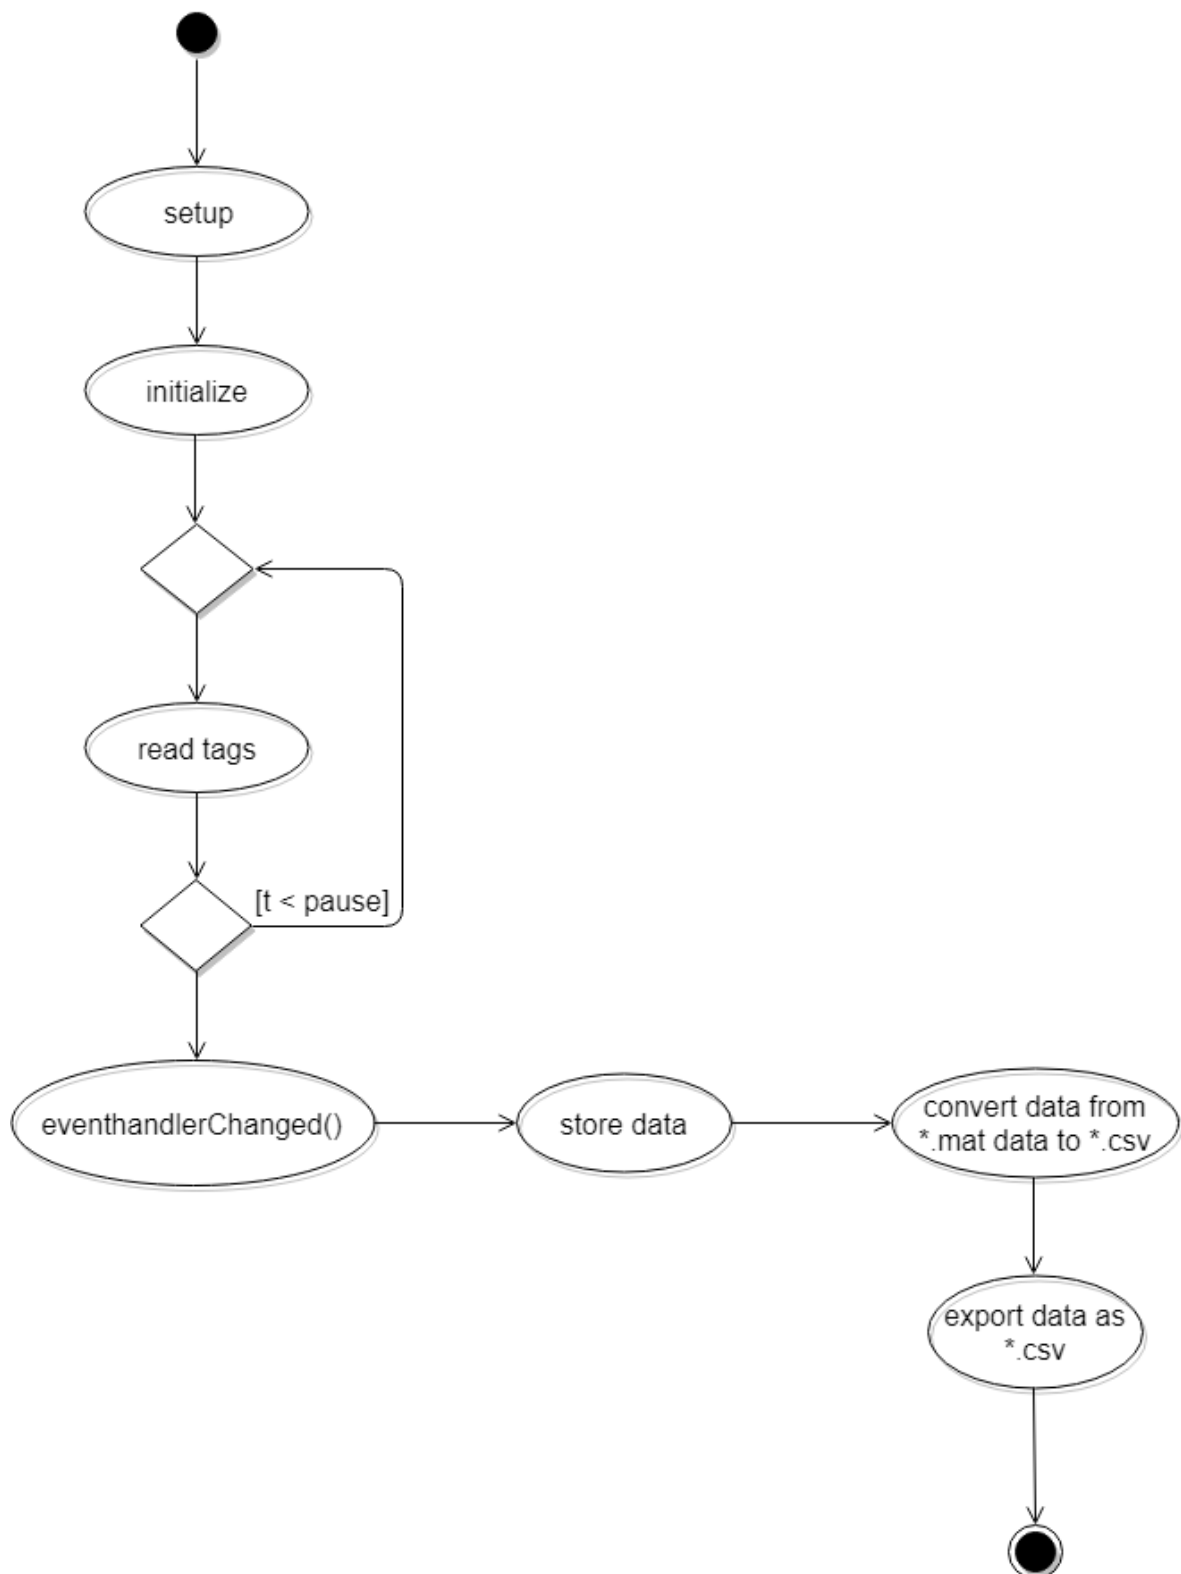 setup
initialize
read tags
[t < pause]
eventhandlerChanged()
store data
convert data from
*.mat data to *.csv
export data as
*.csv